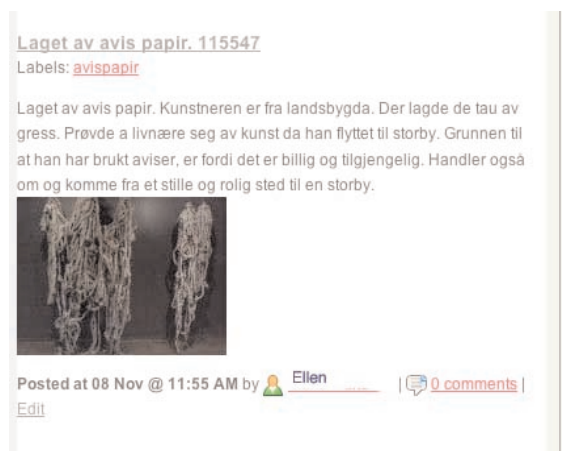 Laget av avis papir. 115547
Labels: avispapir
Laget av avis papir. Kunstneren er fra landsbygda. Der lagde de tau av
gress. Prøvde a livnære seg av kunst da han flyttet til storby. Grunnen til
at han har brukt aviser, er fordi det er billig og tilgjengelig. Handler også
om og komme fra et stille og rolig sted til en storby.
Posted at 08 Nov @ 11:55 AM by Ellen | 0 comments |
Edit